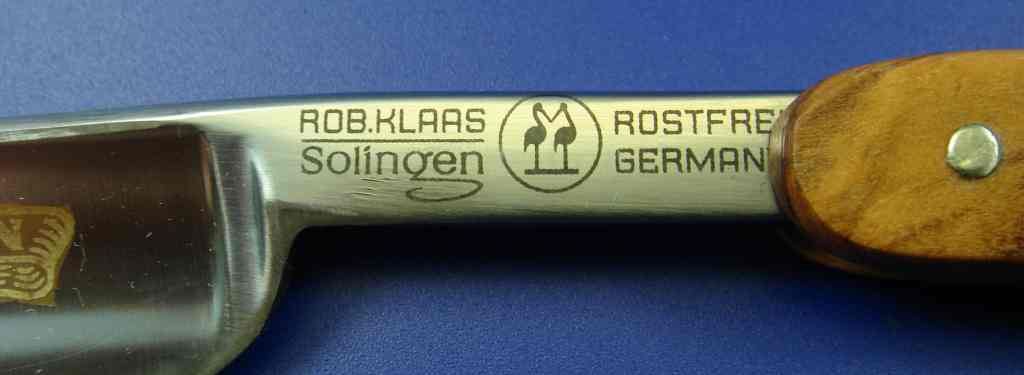 ROB.KLAAS
Solingen
ROSTFRE
GERMAN
N